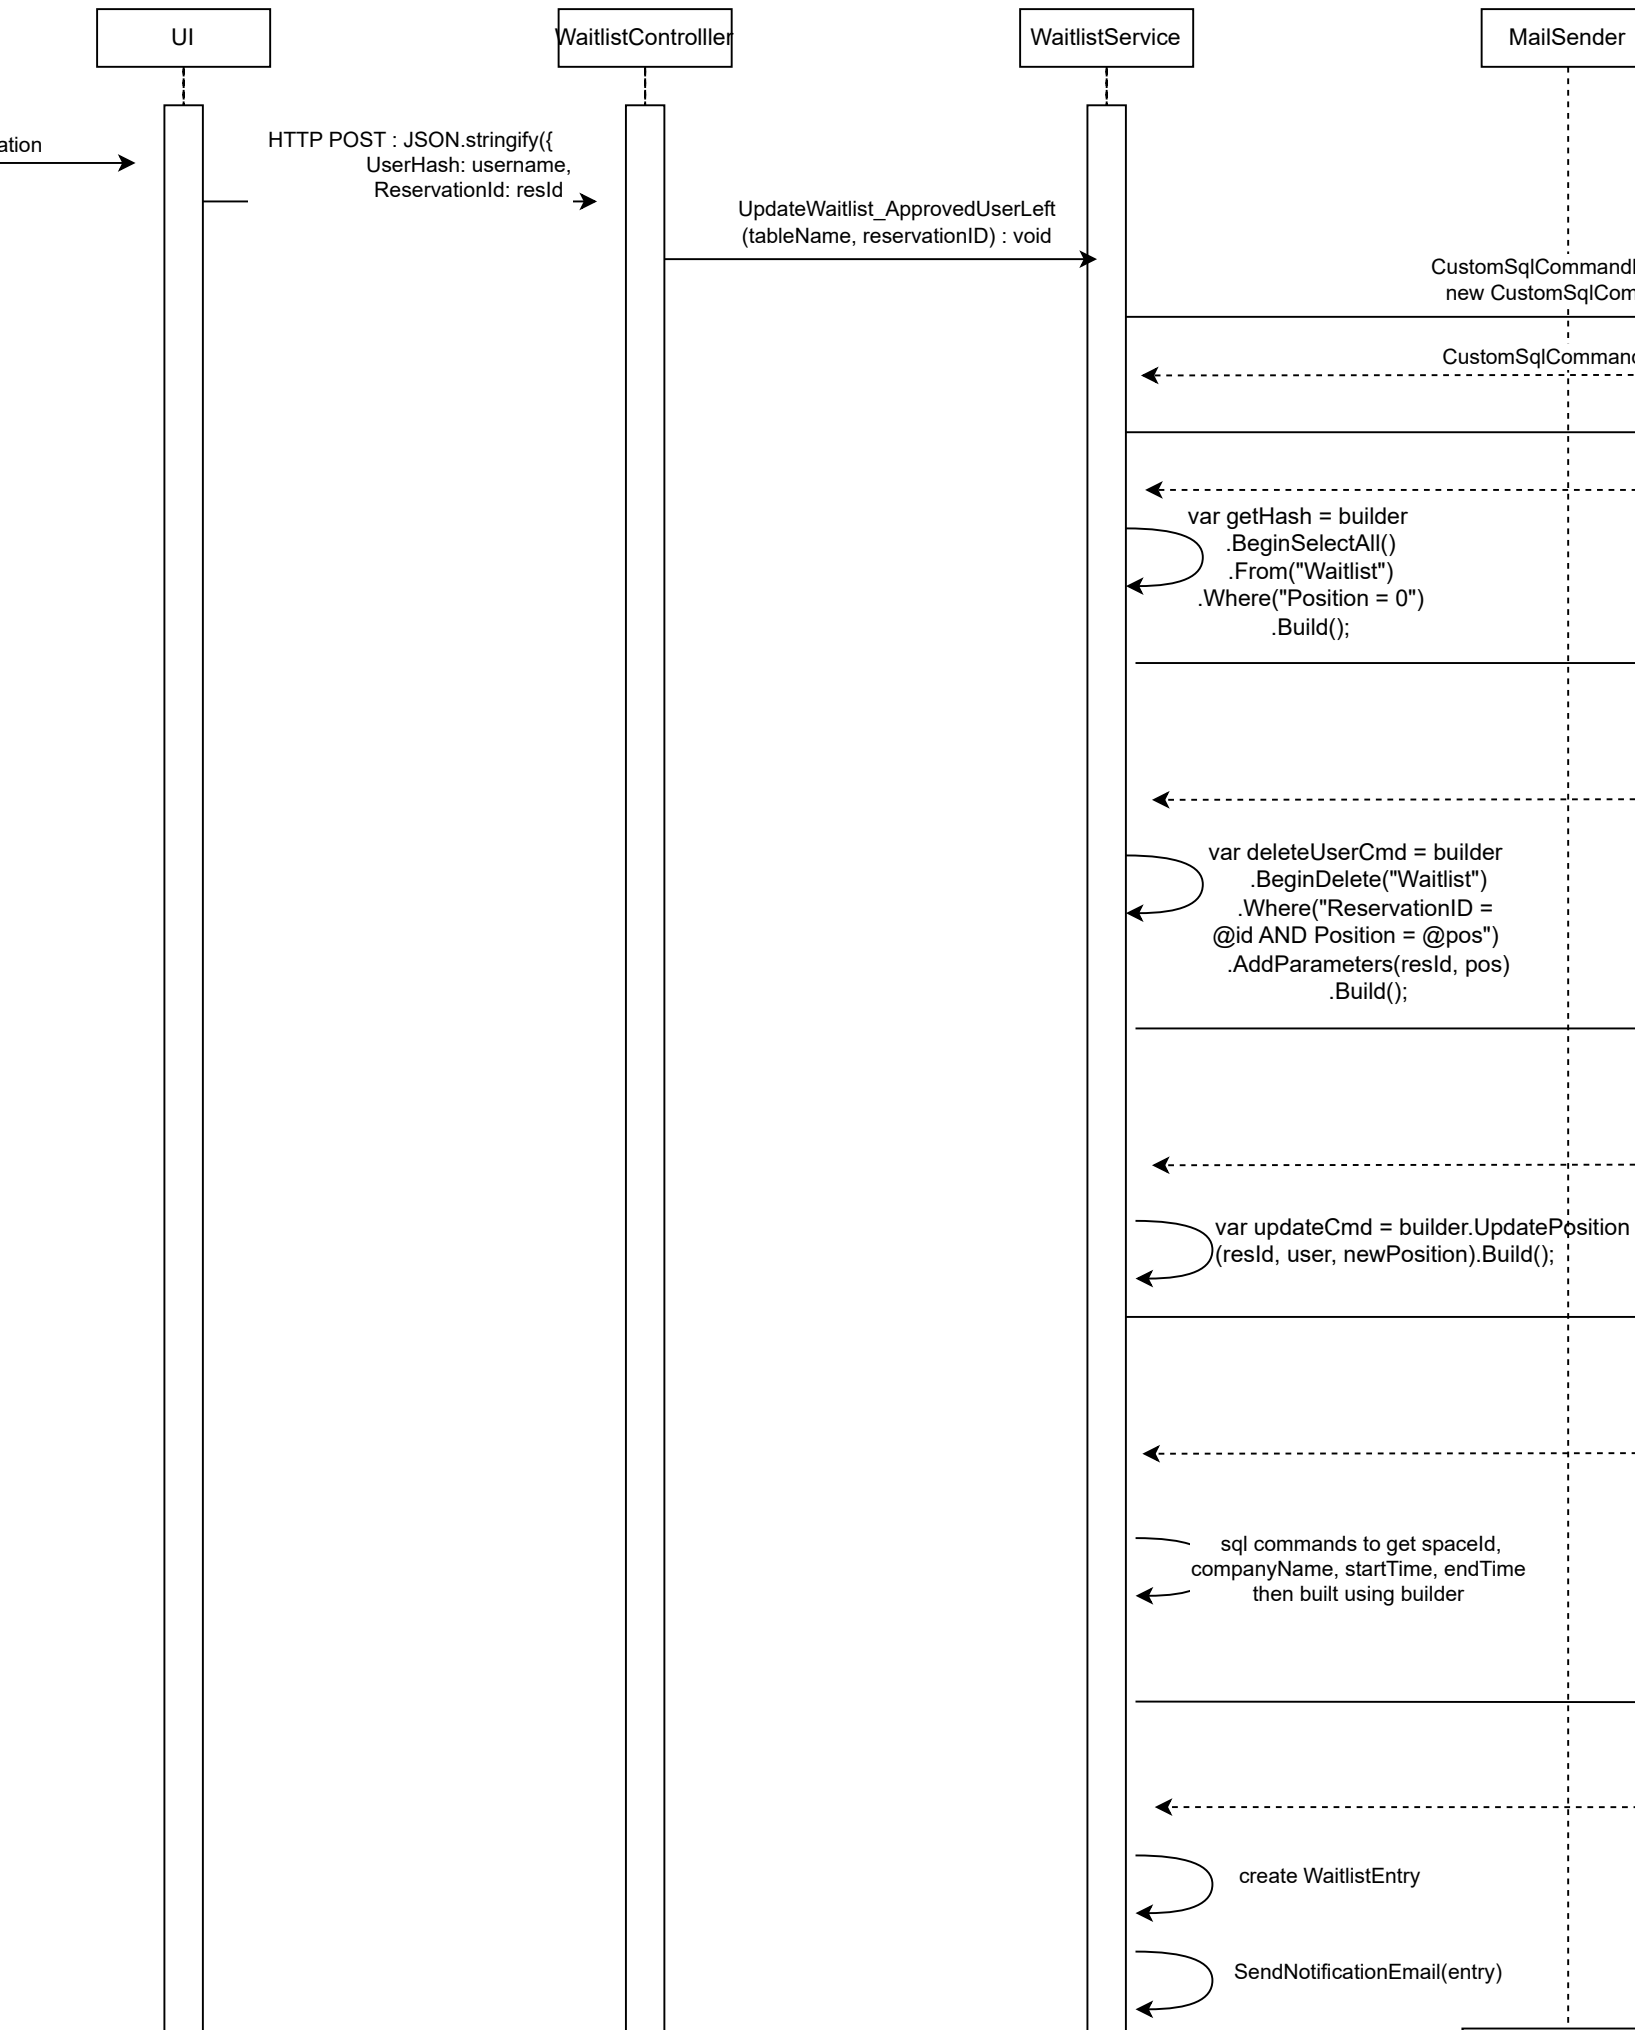 UI
WaitlistControlller
WaitlistService
MailSender
ation
HTTP POST : JSON.stringify({
UserHash: username,
ReservationId: resId
UpdateWaitlist_ApprovedUserLeft
(tableName, reservationID) : void
CustomSqlCommand
new CustomSqlCom
CustomSqlCommand
var getHash = builder
.BeginSelectAll()
.From("Waitlist")
.Where("Position = 0")
.Build();
var deleteUserCmd = builder
.BeginDelete("Waitlist")
.Where("ReservationID =
@id AND Position = @pos")
.AddParameters(resId, pos)
.Build();
var updateCmd = builder.UpdatePosition
(resId, user, newPosition).Build();
sql commands to get spaceId,
companyName, startTime, endTime
then built using builder
create WaitlistEntry
SendNotificationEmail(entry)